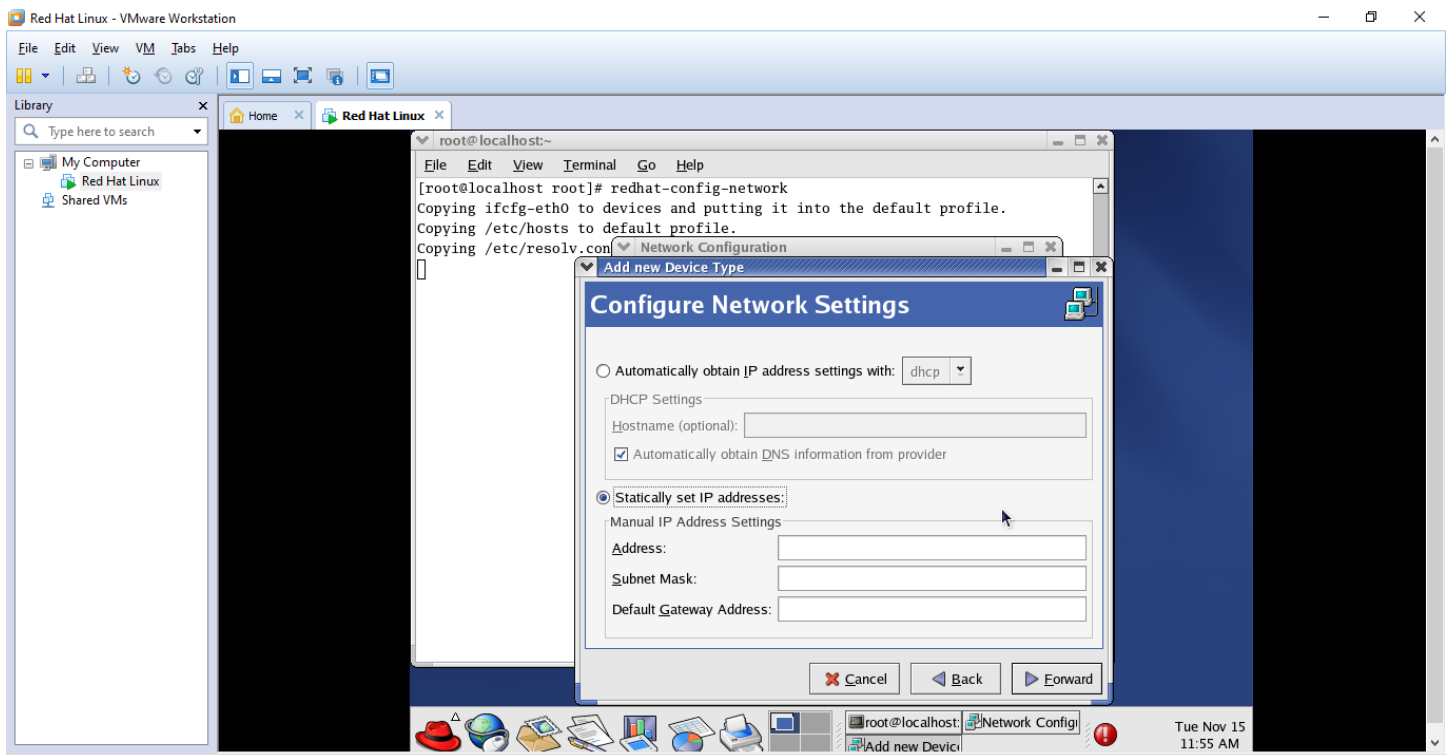 Red Hat Linux - VMware Workstation
File Edit View VM Tabs Help
Library
Type here to search
My Computer
Red Hat Linux
Shared VMs
Home
Red Hat Linux
root@localhost:~
File Edit View Terminal Go Help
[root@localhost root]# redhat-config-network
Copying ifcfg-eth0 to devices and putting it into the default profile.
Copying /etc/hosts to default profile.
Copying /etc/resolv.con
Network Configuration
Add new Device Type
Configure Network Settings
Automatically obtain IP address settings with: dhcp
DHCP Settings
Hostname (optional):
Automatically obtain DNS information from provider
Statically set IP addresses:
Manual IP Address Settings
Address:
Subnet Mask:
Default Gateway Address:
Cancel Back Forward
root@localhost: Network Config
Add new Device
Tue Nov 15
11:55 AM